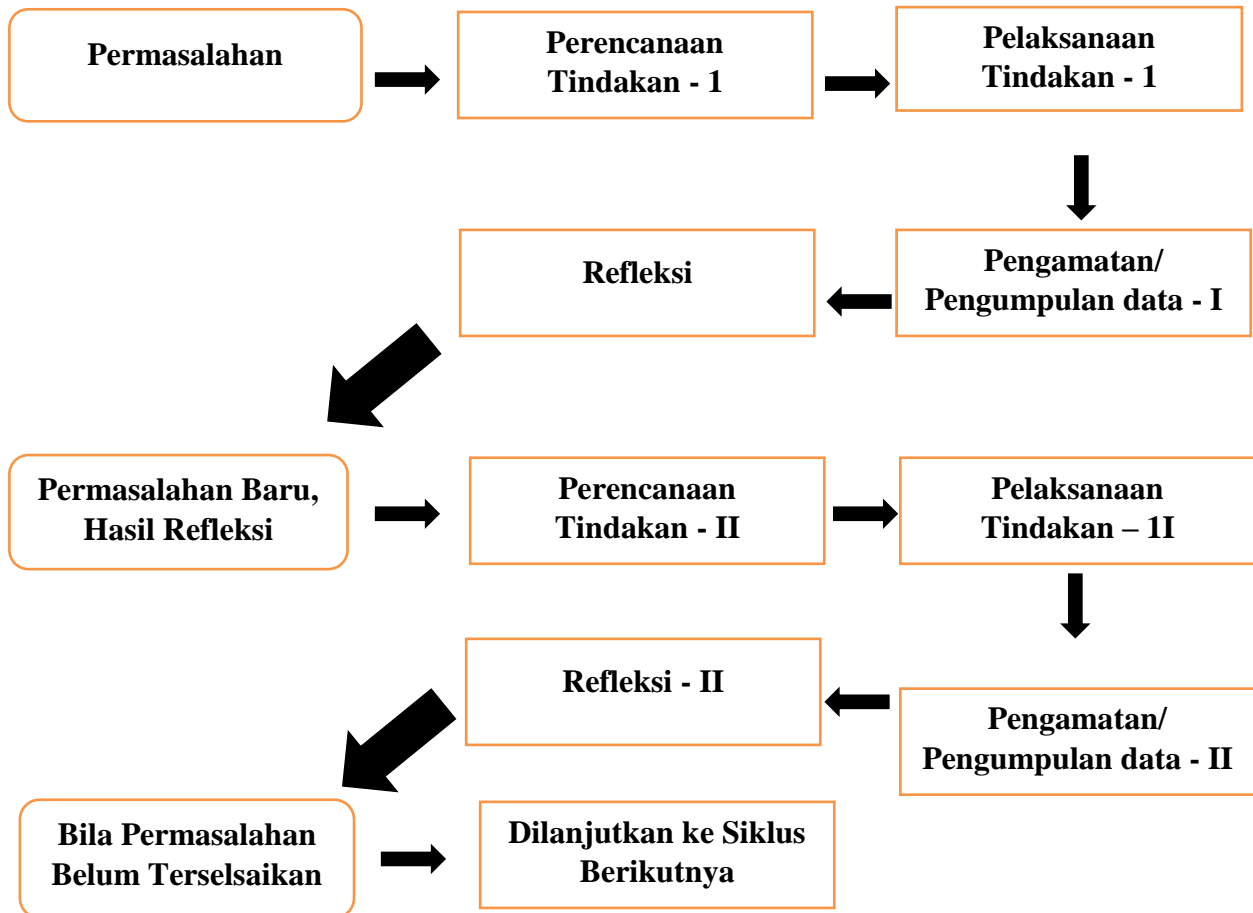 Permasalahan
Perencanaan
Tindakan - 1
Pelaksanaan
Tindakan - 1
Pengamatan/
Pengumpulan data - I
Refleksi
Permasalahan Baru,
Hasil Refleksi
Perencanaan
Tindakan - II
Pelaksanaan
Tindakan – 1I
Pengamatan/
Pengumpulan data - II
Refleksi - II
Bila Permasalahan
Belum Terselsaikan
Dilanjutkan ke Siklus
Berikutnya